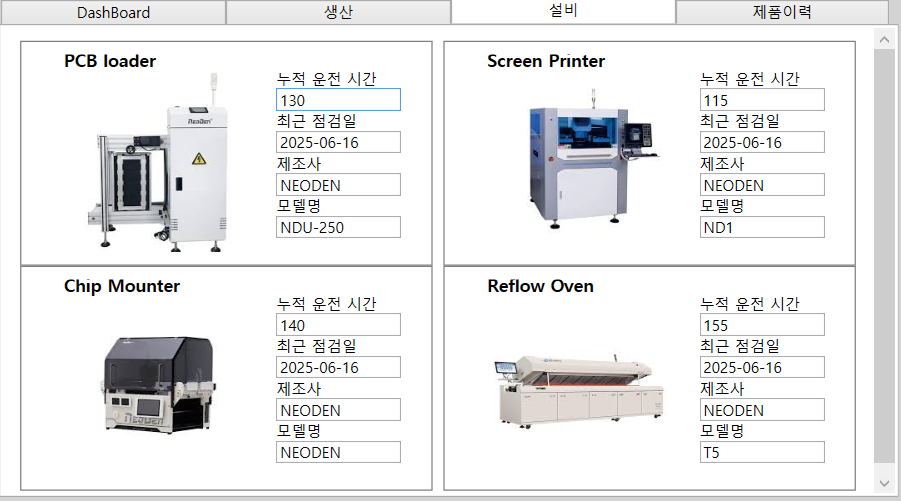 DashBoard
생산
설비
제품이력
PCB loader
누적 운전 시간
130
최근 점검일
2025-06-16
제조사
NEODEN
모델명
NDU-250
NeoDen
Screen Printer
누적 운전 시간
115
최근 점검일
2025-06-16
제조사
NEODEN
모델명
ND1
Chip Mounter
누적 운전 시간
140
최근 점검일
2025-06-16
제조사
NEODEN
모델명
NEODEN
NeoDen
Reflow Oven
누적 운전 시간
155
최근 점검일
2025-06-16
제조사
NEODEN
모델명
T5